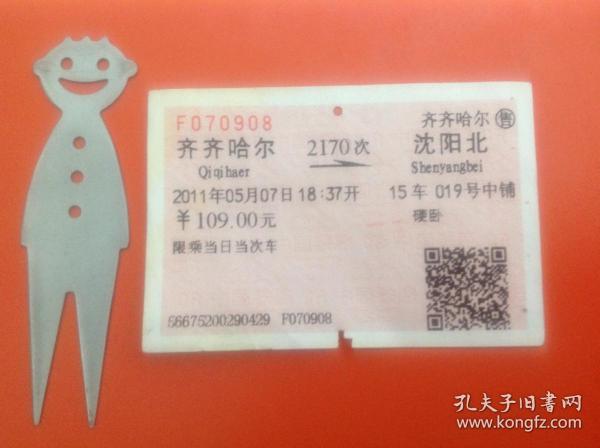 F070908
齐齐哈尔 售
齐齐哈尔 2170次 沈阳北
Qiqihaer Shenyangbei
2011年05月07日18:37开 15车 019号中铺
￥109.00元 硬卧
限乘当日当次车
56675200290429 F070908
孔夫子旧书网
www.kongfz.com